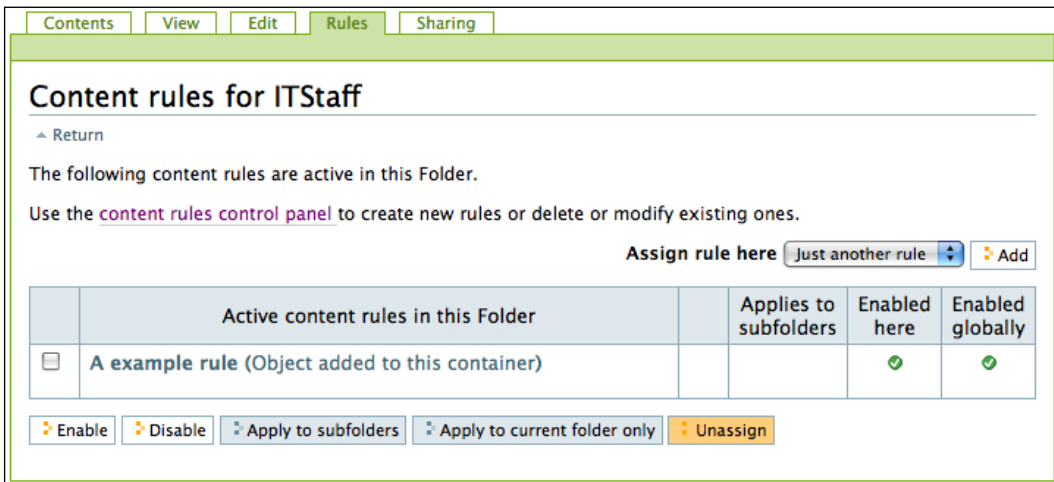 Contents View Edit Rules Sharing
Content rules for ITStaff
Return
The following content rules are active in this Folder.
Use the content rules control panel to create new rules or delete or modify existing ones.
Assign rule here Just another rule Add
Active content rules in this Folder Applies to subfolders Enabled here Enabled globally
A example rule (Object added to this container)
Enable Disable Apply to subfolders Apply to current folder only Unassign